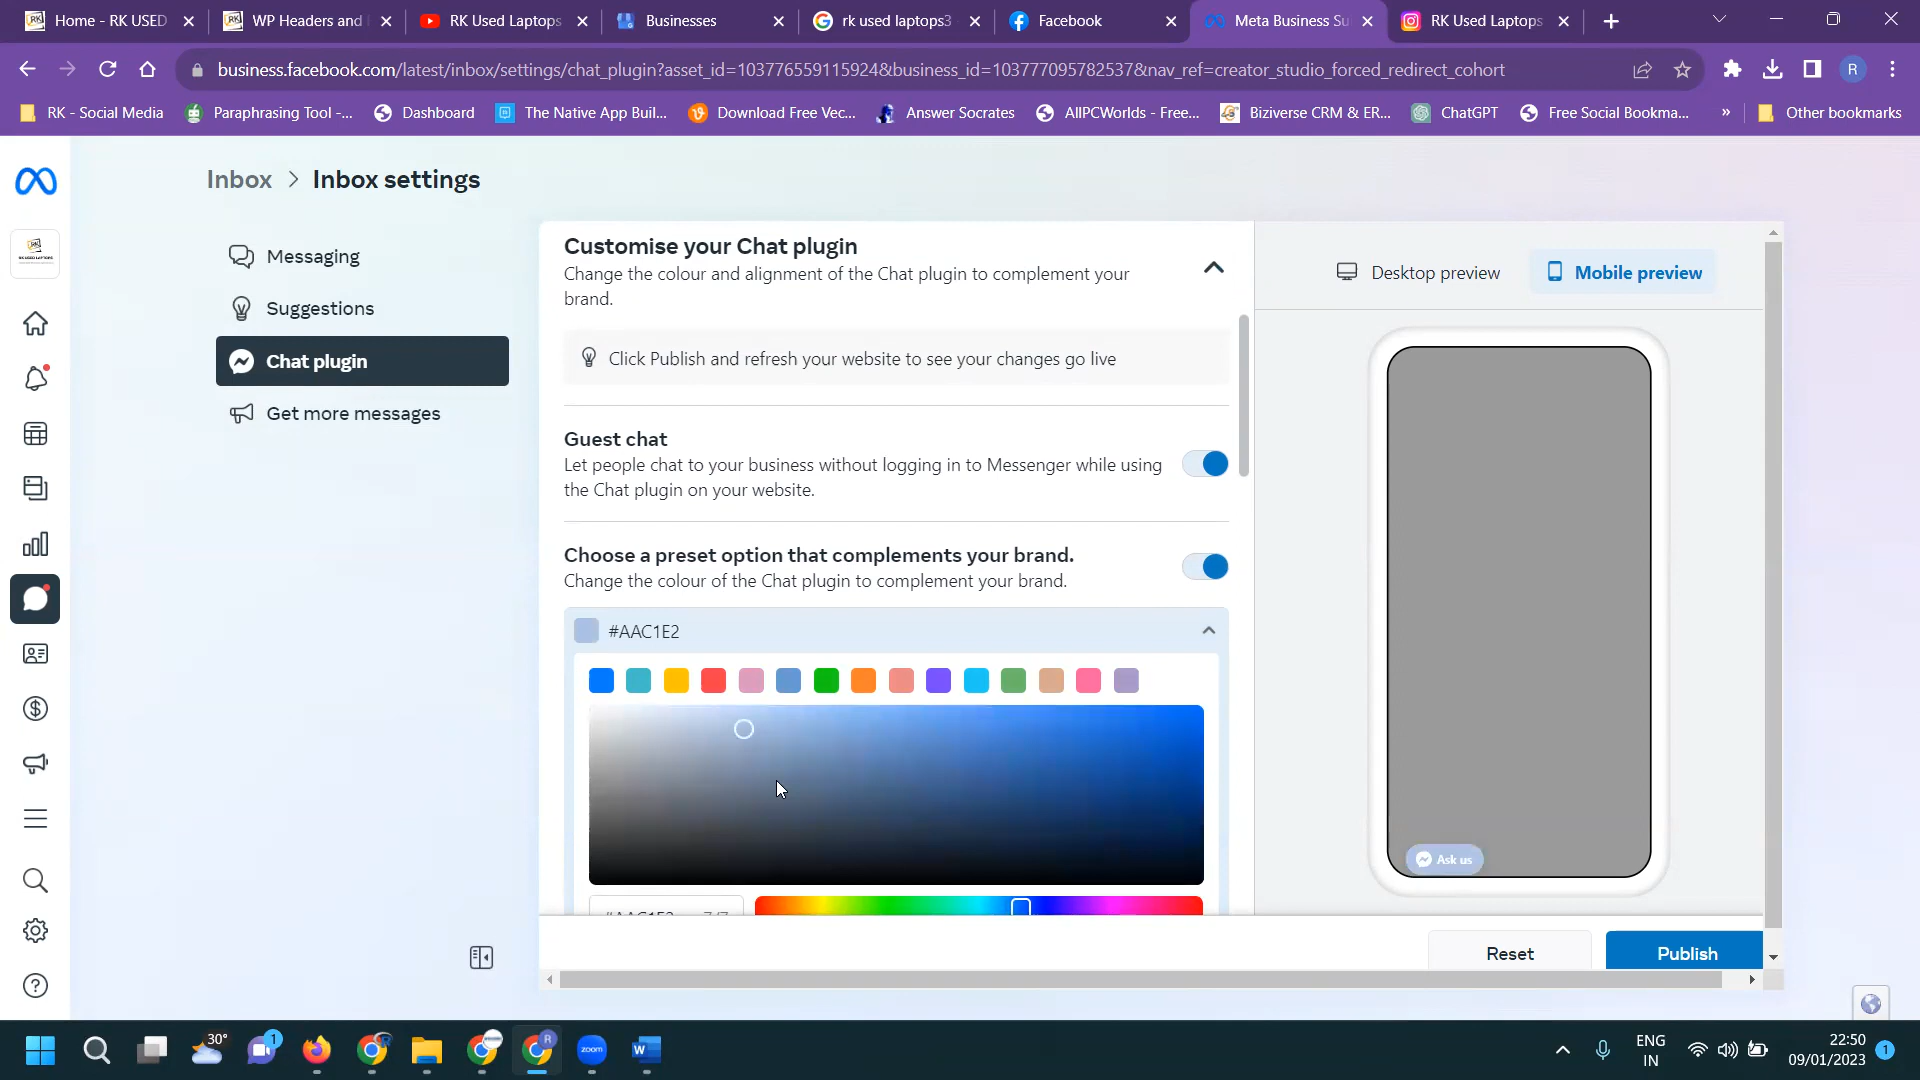 Home - RK USED
WP Headers and
RK Used Laptops
Businesses
rk used laptops3
Facebook
Meta Business Su
RK Used Laptops
business.facebook.com/latest/inbox/settings/chat_plugin?asset_id=103776559115924&business_id=103777095782537&nav_ref=creator_studio_forced_redirect_cohort
R
RK - Social Media
Paraphrasing Tool -...
Dashboard
The Native App Buil...
Download Free Vec...
Answer Socrates
AllPCWorlds - Free...
Biziverse CRM & ER...
ChatGPT
Free Social Bookma...
»
Other bookmarks
Inbox > Inbox settings
Messaging
Suggestions
Chat plugin
Get more messages
Customise your Chat plugin
Change the colour and alignment of the Chat plugin to complement your
brand.
Click Publish and refresh your website to see your changes go live
Guest chat
Let people chat to your business without logging in to Messenger while using
the Chat plugin on your website.
Choose a preset option that complements your brand.
Change the colour of the Chat plugin to complement your brand.
#AAC1E2
#AAC1E2 7/7
Desktop preview
Mobile preview
Ask us
Reset
Publish
30°
1
R
zoom
ENG
IN
22:50
09/01/2023
1